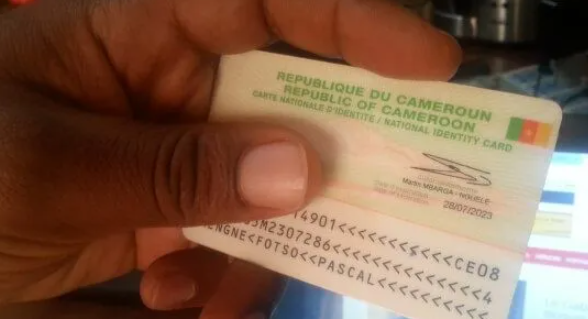 REPUBLIQUE DU CAMEROUN
REPUBLIC OF CAMEROON
CARTE NATIONALE D'IDENTITE / NATIONAL IDENTITY CARD
Martin MBARGA - NGUELE
28/07/2023
14901<<<<<<<<<<CE08
3M2307286<<<<<<<<<<<<<4
ENGNE<FOTSO<<PASCAL<<<<<<<<<<